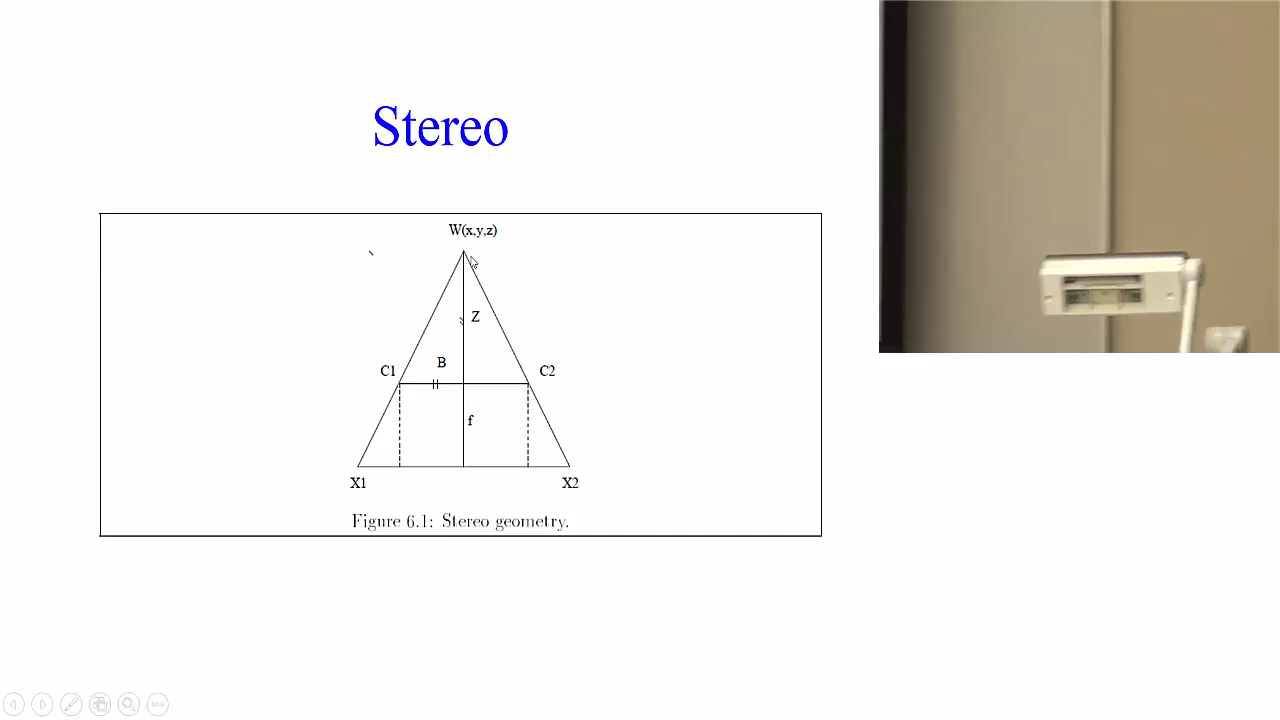 Stereo
W(x,y,z)
Z
B
C1
C2
f
X1
X2
Figure 6.1: Stereo geometry.